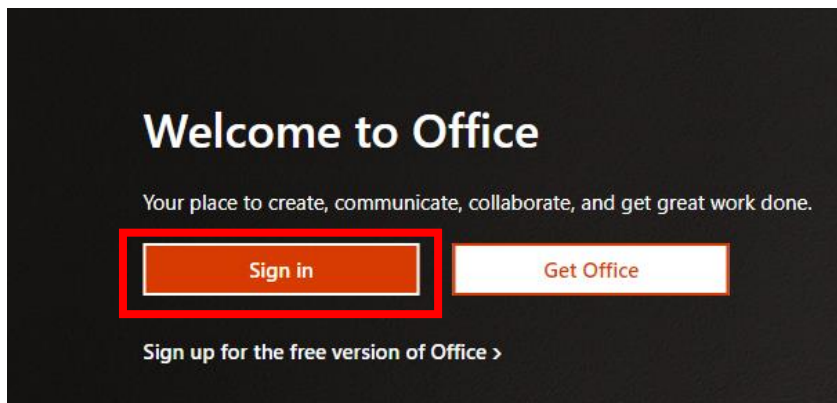 Welcome to Office
Your place to create, communicate, collaborate, and get great work done.
Sign in
Get Office
Sign up for the free version of Office >